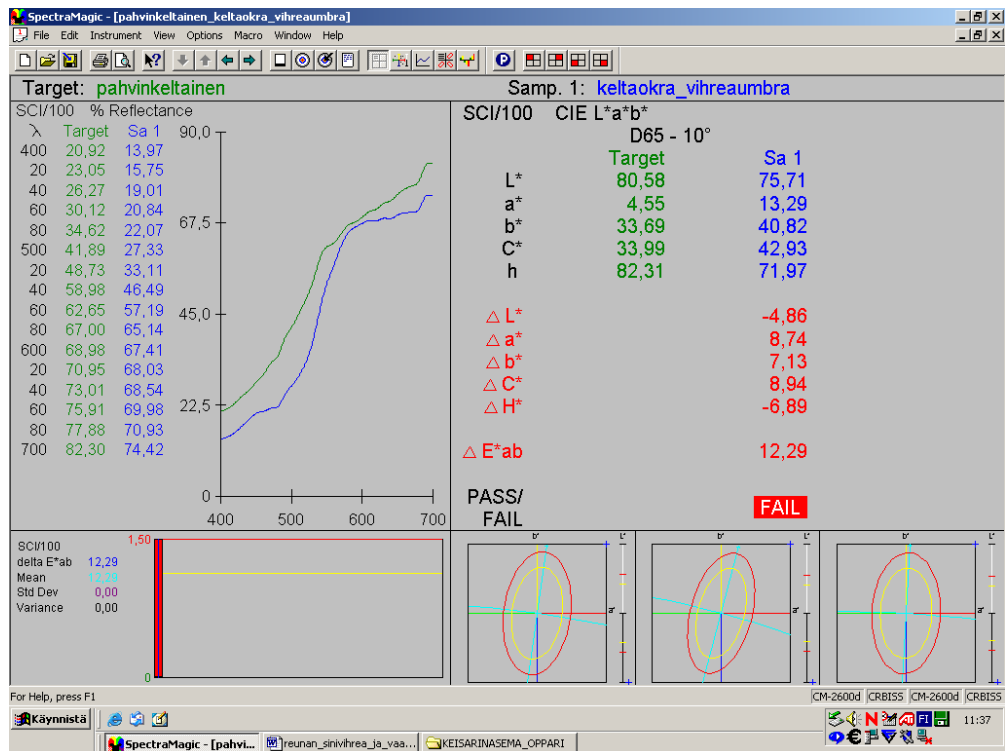 SpectraMagic - [pahvinkeltainen_keltaokra_vihreaumbra]
File Edit Instrument View Options Macro Window Help
Target: pahvinkeltainen
Samp. 1: keltaokra_vihreaumbra
SCI/100 % Reflectance
λ Target Sa 1
400 20,92 13,97
20 23,05 15,75
40 26,27 19,01
60 30,12 20,84
80 34,62 22,07
500 41,89 27,33
20 48,73 33,11
40 58,98 46,49
60 62,65 57,19
80 67,00 65,14
600 68,98 67,41
20 70,95 68,03
40 73,01 68,54
60 75,91 69,98
80 77,88 70,93
700 82,30 74,42
90,0
67,5
45,0
22,5
0
400 500 600 700
SCI/100 CIE L*a*b*
D65 - 10°
Target Sa 1
L* 80,58 75,71
a* 4,55 13,29
b* 33,69 40,82
C* 33,99 42,93
h 82,31 71,97
△ L* -4,86
△ a* 8,74
△ b* 7,13
△ C* 8,94
△ H* -6,89
△ E*ab 12,29
PASS/
FAIL
FAIL
SCI/100
delta E*ab 12,29
Mean 12,29
Std Dev 0,00
Variance 0,00
1,50
0
b* L* b* L* b* L*
a* a* a*
For Help, press F1
CM-2600d CRBISS CM-2600d CRBISS
Käynnistä
FI
11:37
SpectraMagic - [pahvi...
reunan_sinivihrea_ja_vaa...
KEISARINASEMA_OPPARI